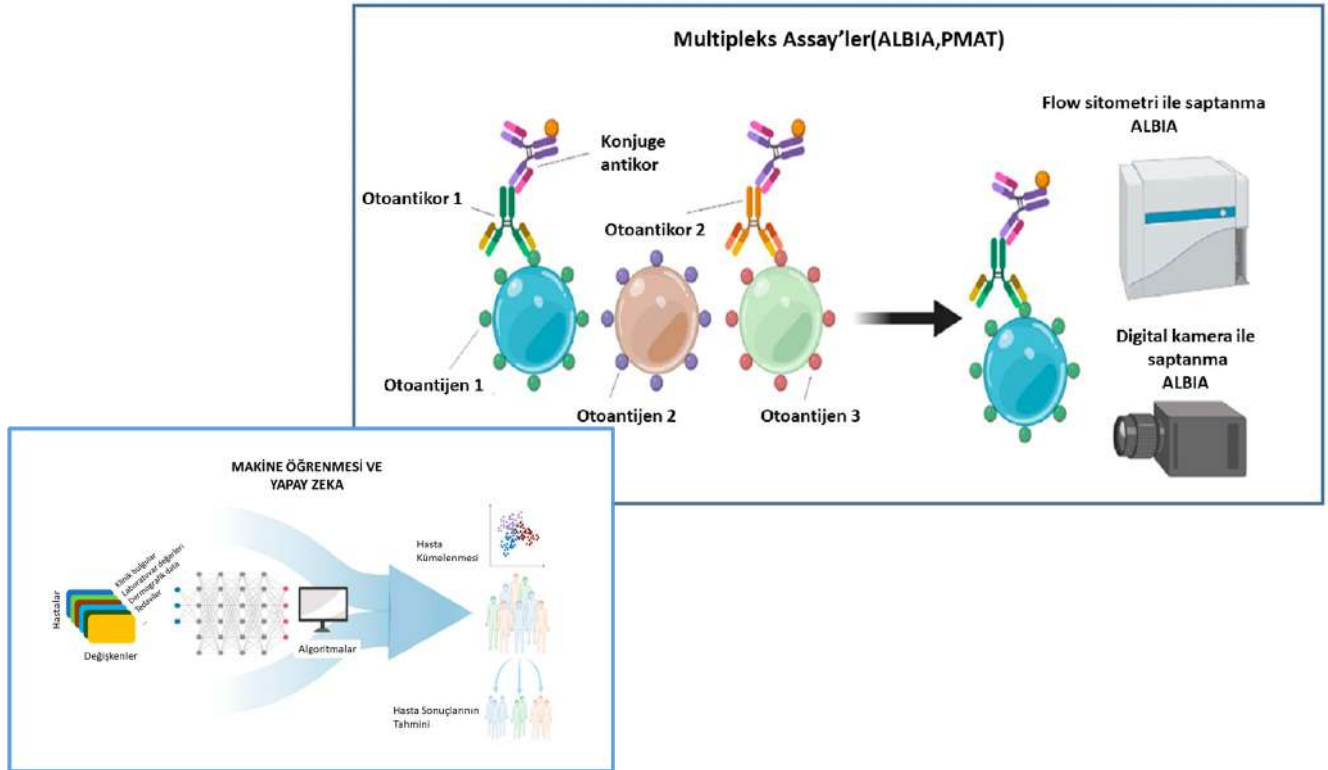 Multipleks Assay'ler(ALBIA,PMAT)
Flow sitometri ile saptanma
ALBIA
Konjuge
antikor
Otoantikor 1
Otoantikor 2
Otoantijen 1
Otoantijen 2
Otoantijen 3
Digital kamera ile
saptanma
ALBIA
MAKİNE ÖĞRENMESİ VE
YAPAY ZEKA
Hastalar
Klinik bulgular
Laboratuvar değerleri
Dermografik data
Tedaviler
...
Değişkenler
Algoritmalar
Hasta
Kümelenmesi
Hasta Sonuçlarının
Tahmini